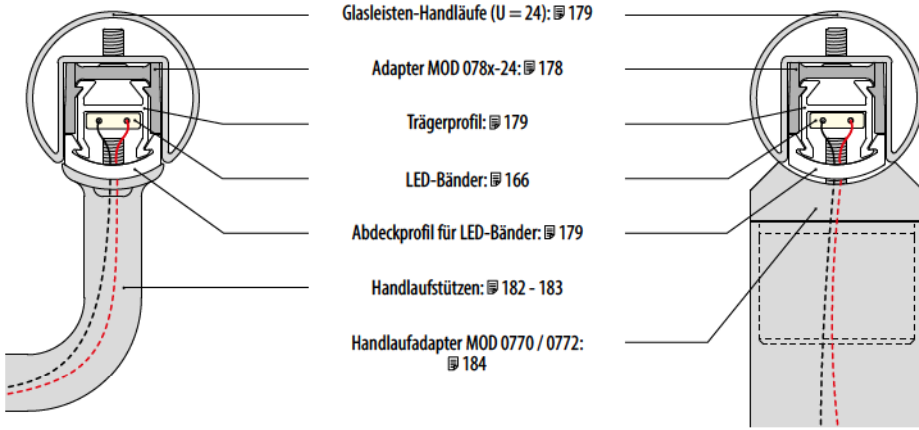 Glasleisten-Handläufe (U = 24): 179
Adapter MOD 078x-24: 178
Trägerprofil: 179
LED-Bänder: 166
Abdeckprofil für LED-Bänder: 179
Handlaufstützen: 182 - 183
Handlaufadapter MOD 0770 / 0772:
184